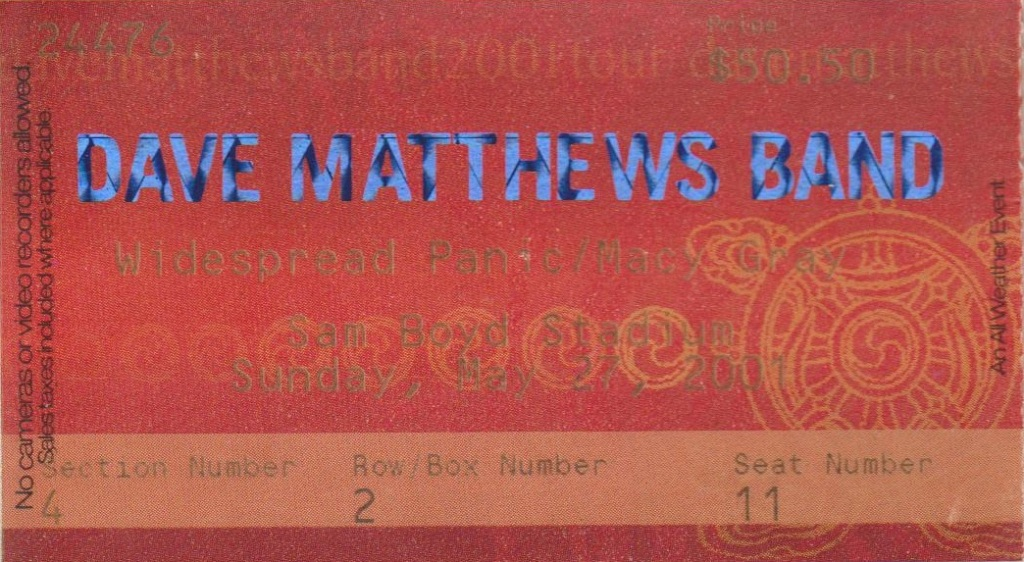 24476
Price
$50.50
vematthewsband2001tour
thews
DAVE MATTHEWS BAND
Widespread Panic/Macy Gray
Sam Boyd Stadium
Sunday, May 27, 2001
Section Number Row/Box Number Seat Number
4 2 11
No cameras or video recorders allowed.
Sales taxes included where applicable.
An All Weather Event